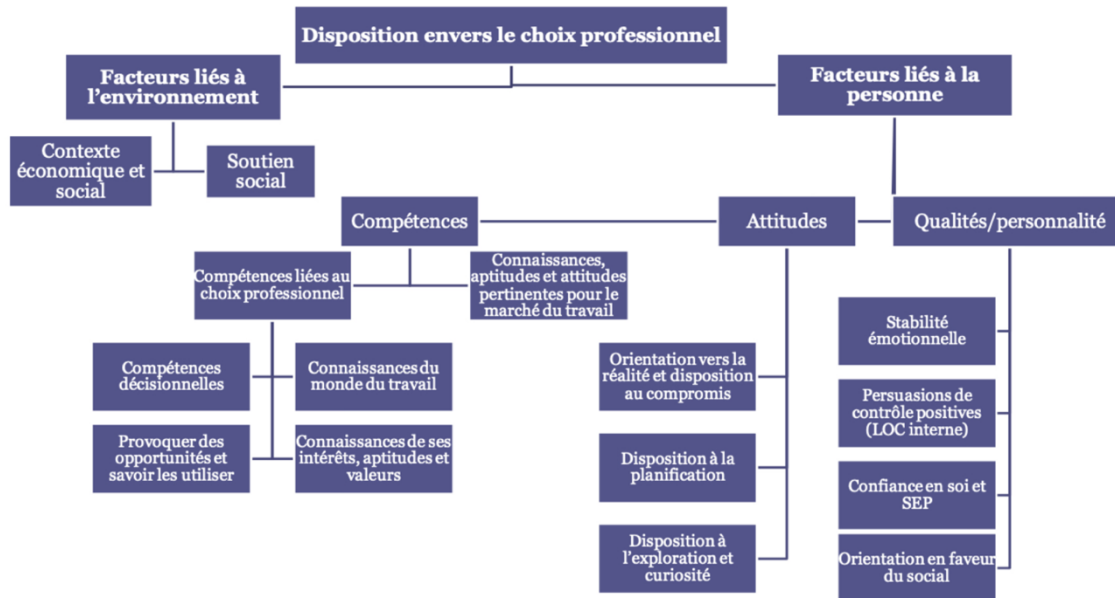 Disposition envers le choix professionnel
Facteurs liés à
l'environnement
Facteurs liés à la
personne
Contexte
économique et
social
Soutien
social
Compétences
Attitudes
Qualités/personnalité
Compétences liées au
choix professionnel
Connaissances,
aptitudes et attitudes
pertinentes pour le
marché du travail
Compétences
décisionnelles
Connaissances du
monde du travail
Provoquer des
opportunités et
savoir les utiliser
Connaissances de ses
intérêts, aptitudes et
valeurs
Orientation vers la
réalité et disposition
au compromis
Disposition à la
planification
Disposition à
l'exploration et
curiosité
Stabilité
émotionnelle
Persuasions de
contrôle positives
(LOC interne)
Confiance en soi et
SEP
Orientation en faveur
du social